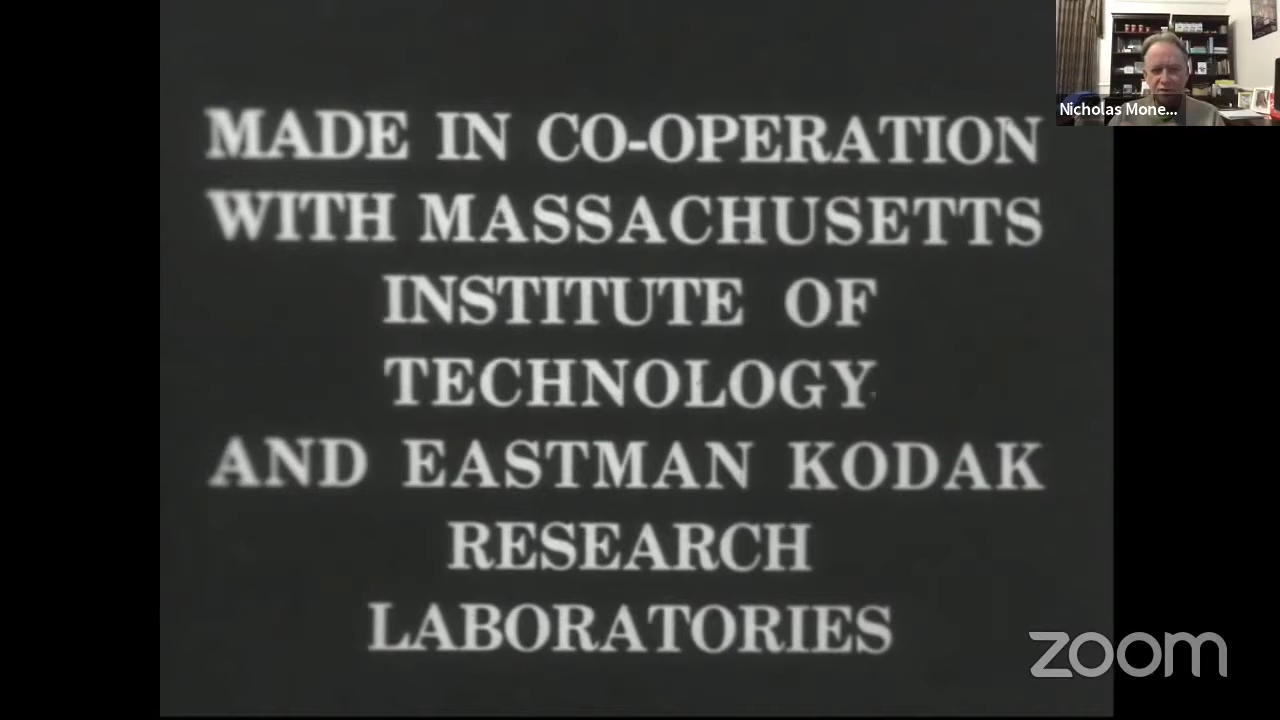 Nicholas Mone...
MADE IN CO-OPERATION
WITH MASSACHUSETTS
INSTITUTE OF
TECHNOLOGY
AND EASTMAN KODAK
RESEARCH
LABORATORIES
zoom